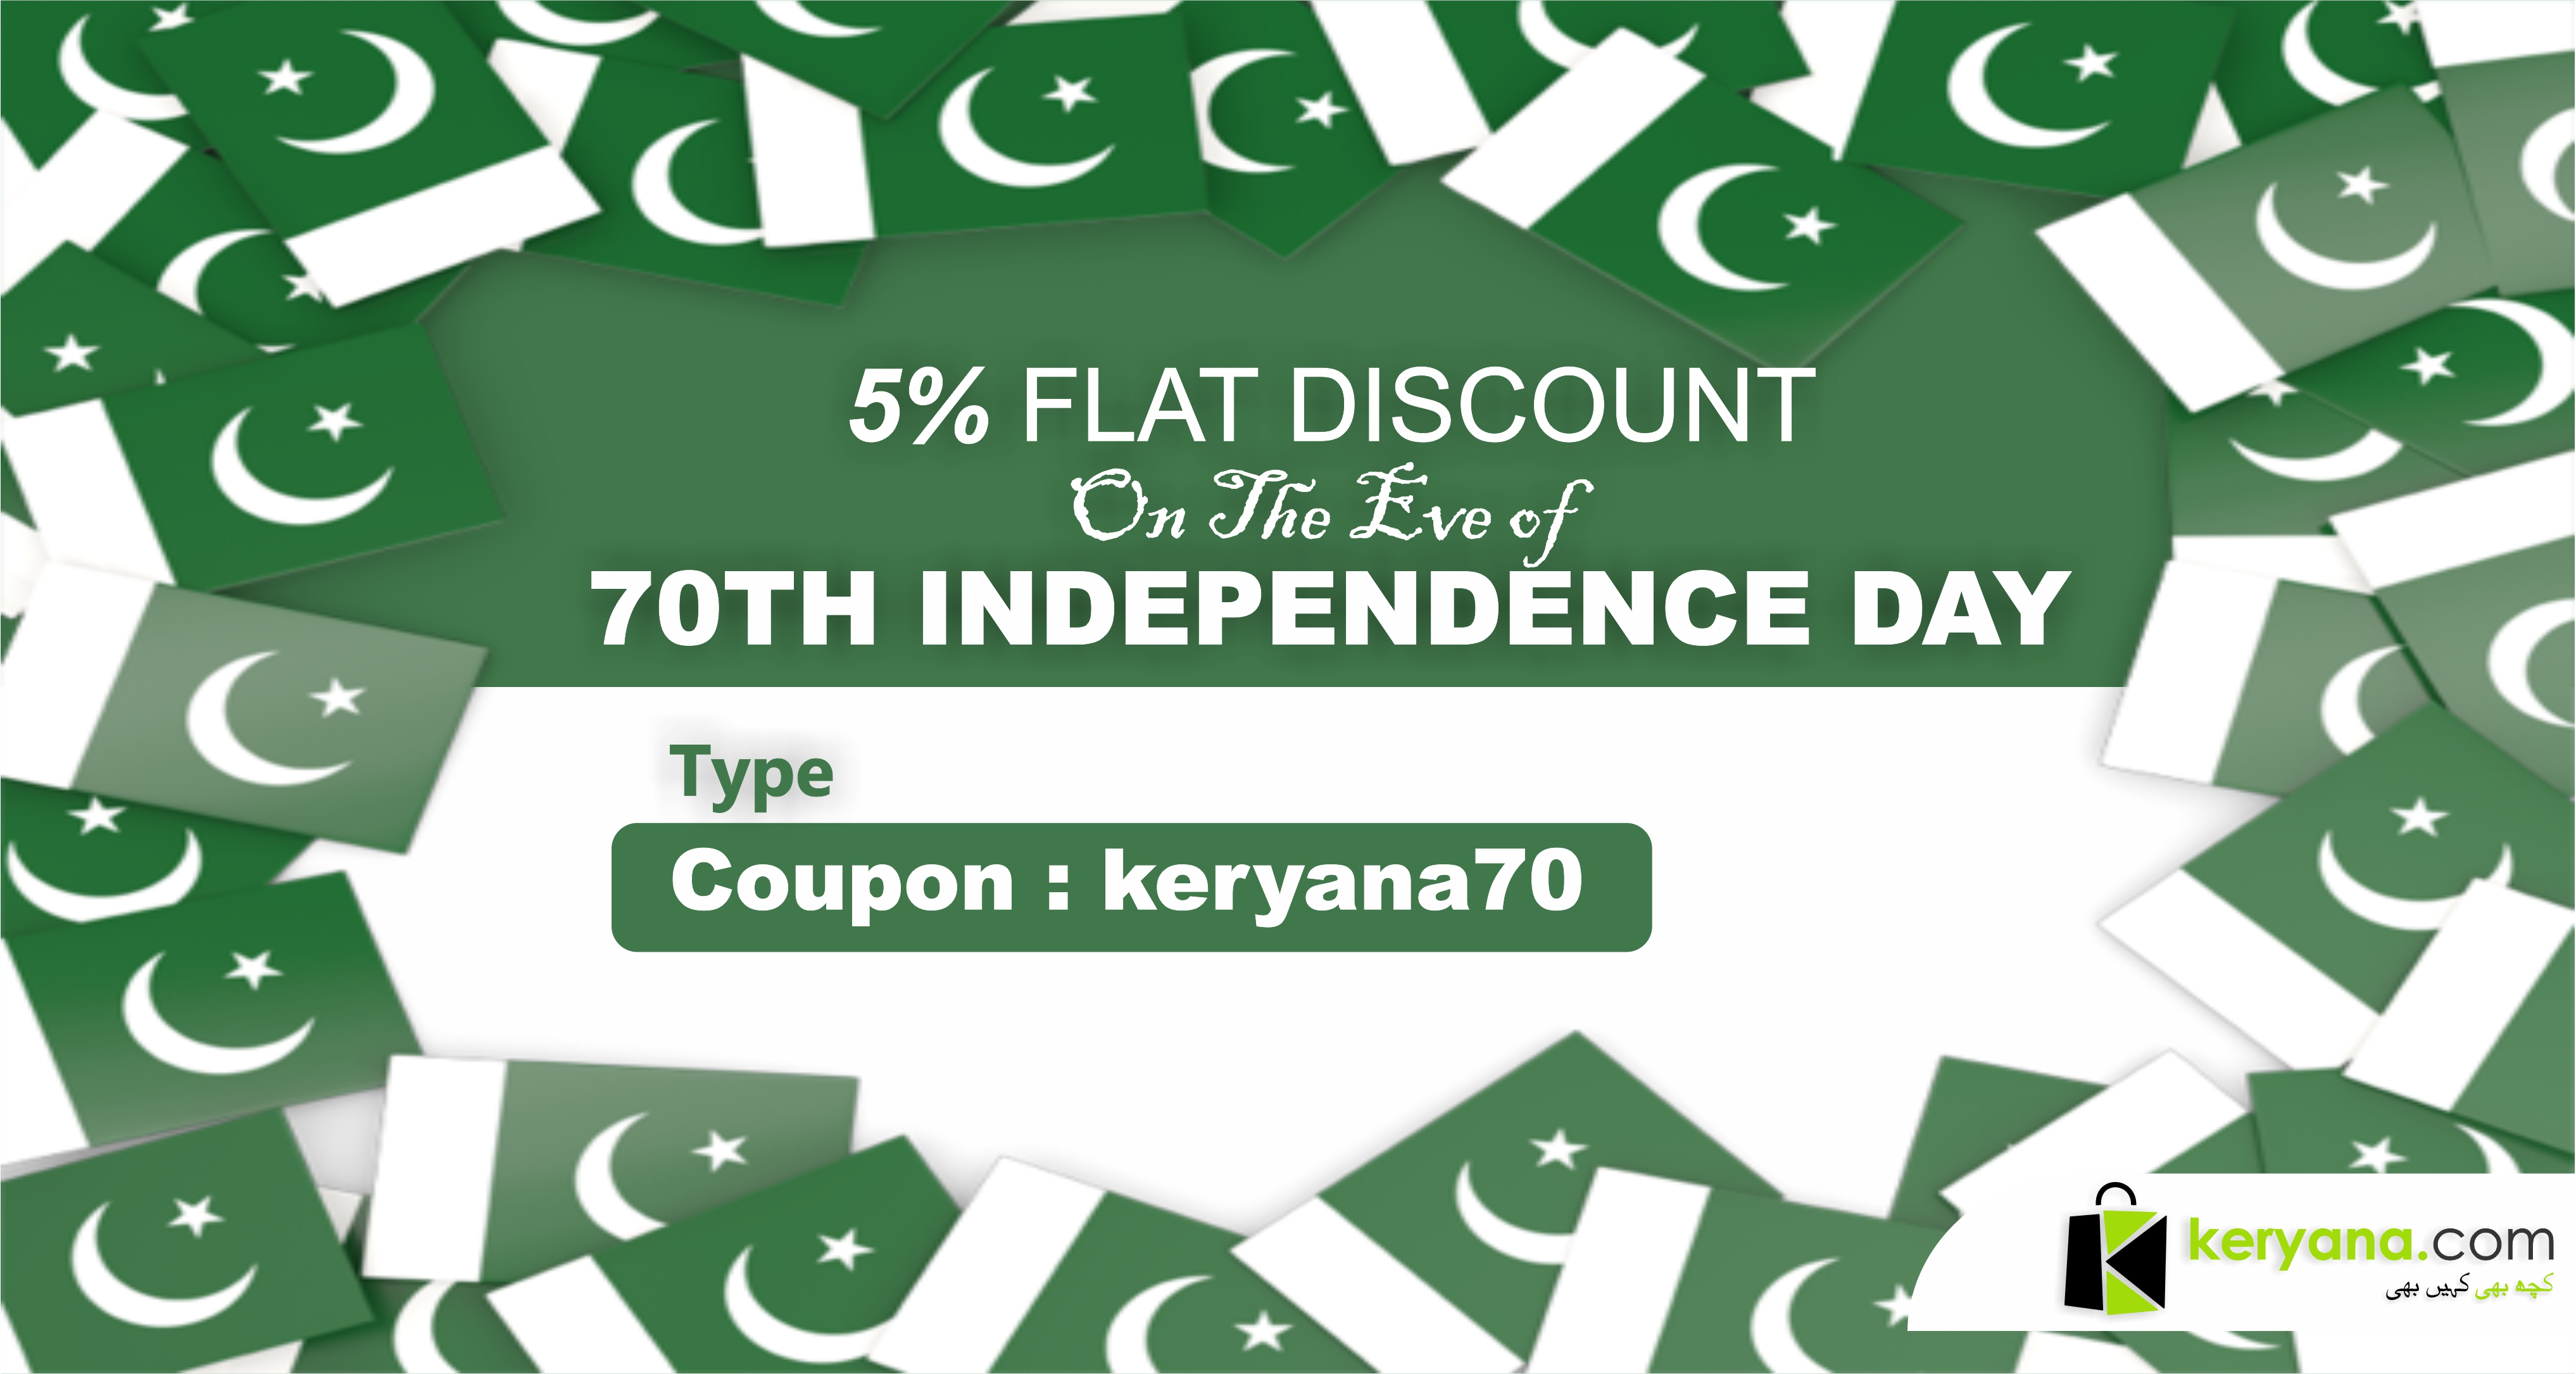 5% FLAT DISCOUNT
On The Eve of
70TH INDEPENDENCE DAY
Type
Coupon : keryana70
keryana.com
کچھ بھی کہیں بھی